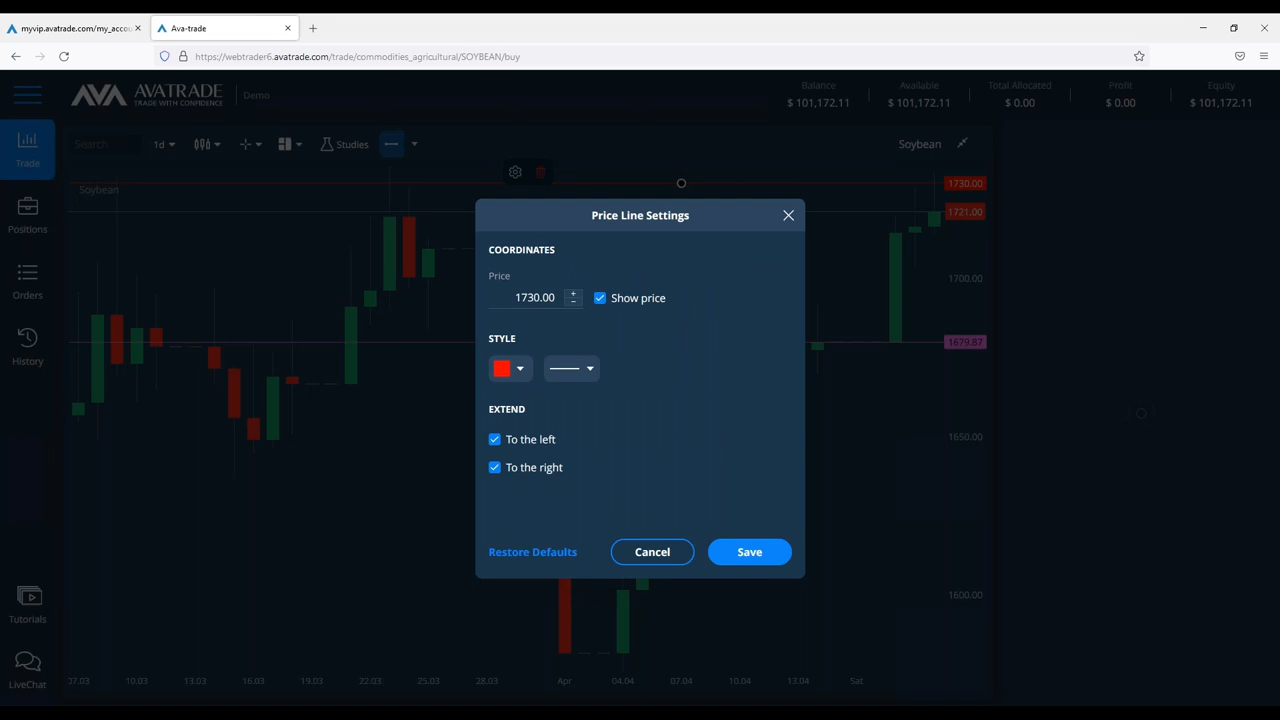 myvip.avatrade.com/my_accou
Ava-trade
https://webtrader6.avatrade.com/trade/commodities_agricultural/SOYBEAN/buy
AVATRADE
TRADE WITH CONFIDENCE
Demo
Balance
$ 101,172.11
Available
$ 101,172.11
Total Allocated
$ 0.00
Profit
$ 0.00
Equity
$ 101,172.11
Trade
Positions
Orders
History
Tutorials
LiveChat
Search
1d
Studies
Soybean
Soybean
1730.00
1721.00
1700.00
1679.87
1650.00
1600.00
Price Line Settings
COORDINATES
Price
1730.00
Show price
STYLE
EXTEND
To the left
To the right
Restore Defaults
Cancel
Save
07.03 10.03 13.03 16.03 19.03 22.03 25.03 28.03 Apr 04.04 07.04 10.04 13.04 Sat